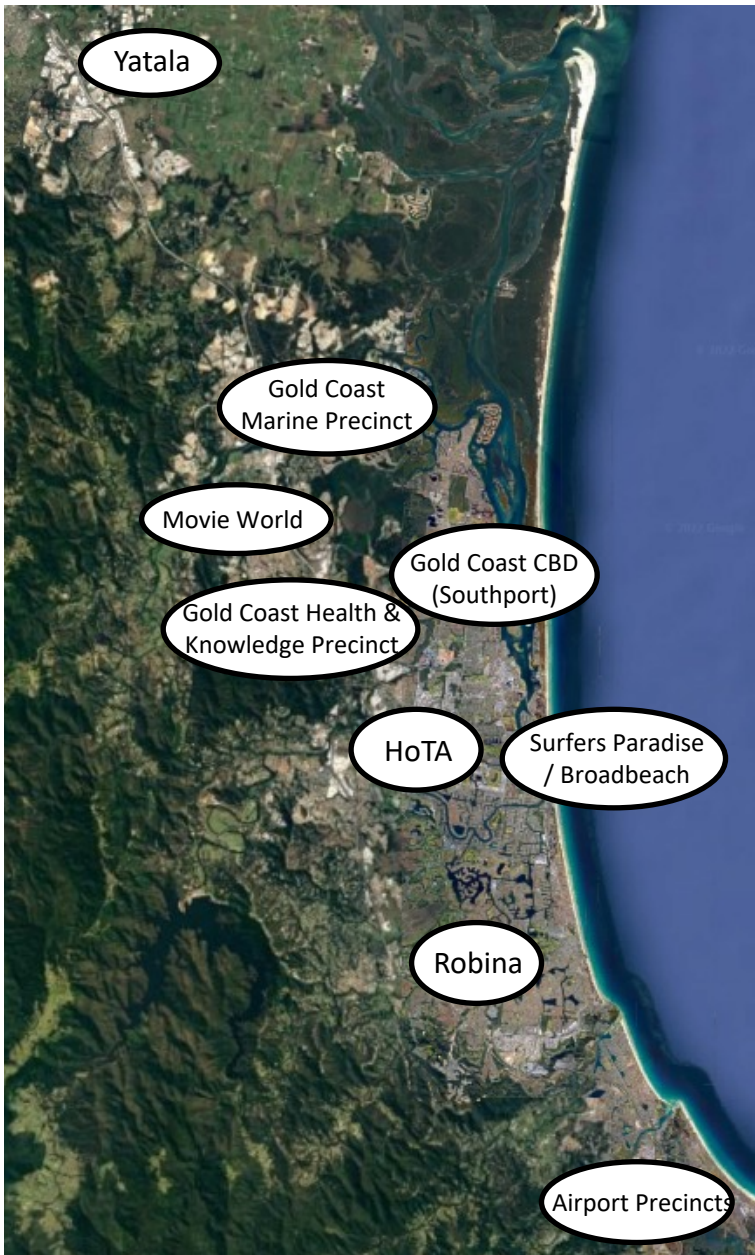 Yatala
Gold Coast
Marine Precinct
Movie World
Gold Coast CBD
(Southport)
Gold Coast Health &
Knowledge Precinct
HoTA
Surfers Paradise
/ Broadbeach
Robina
Airport Precincts